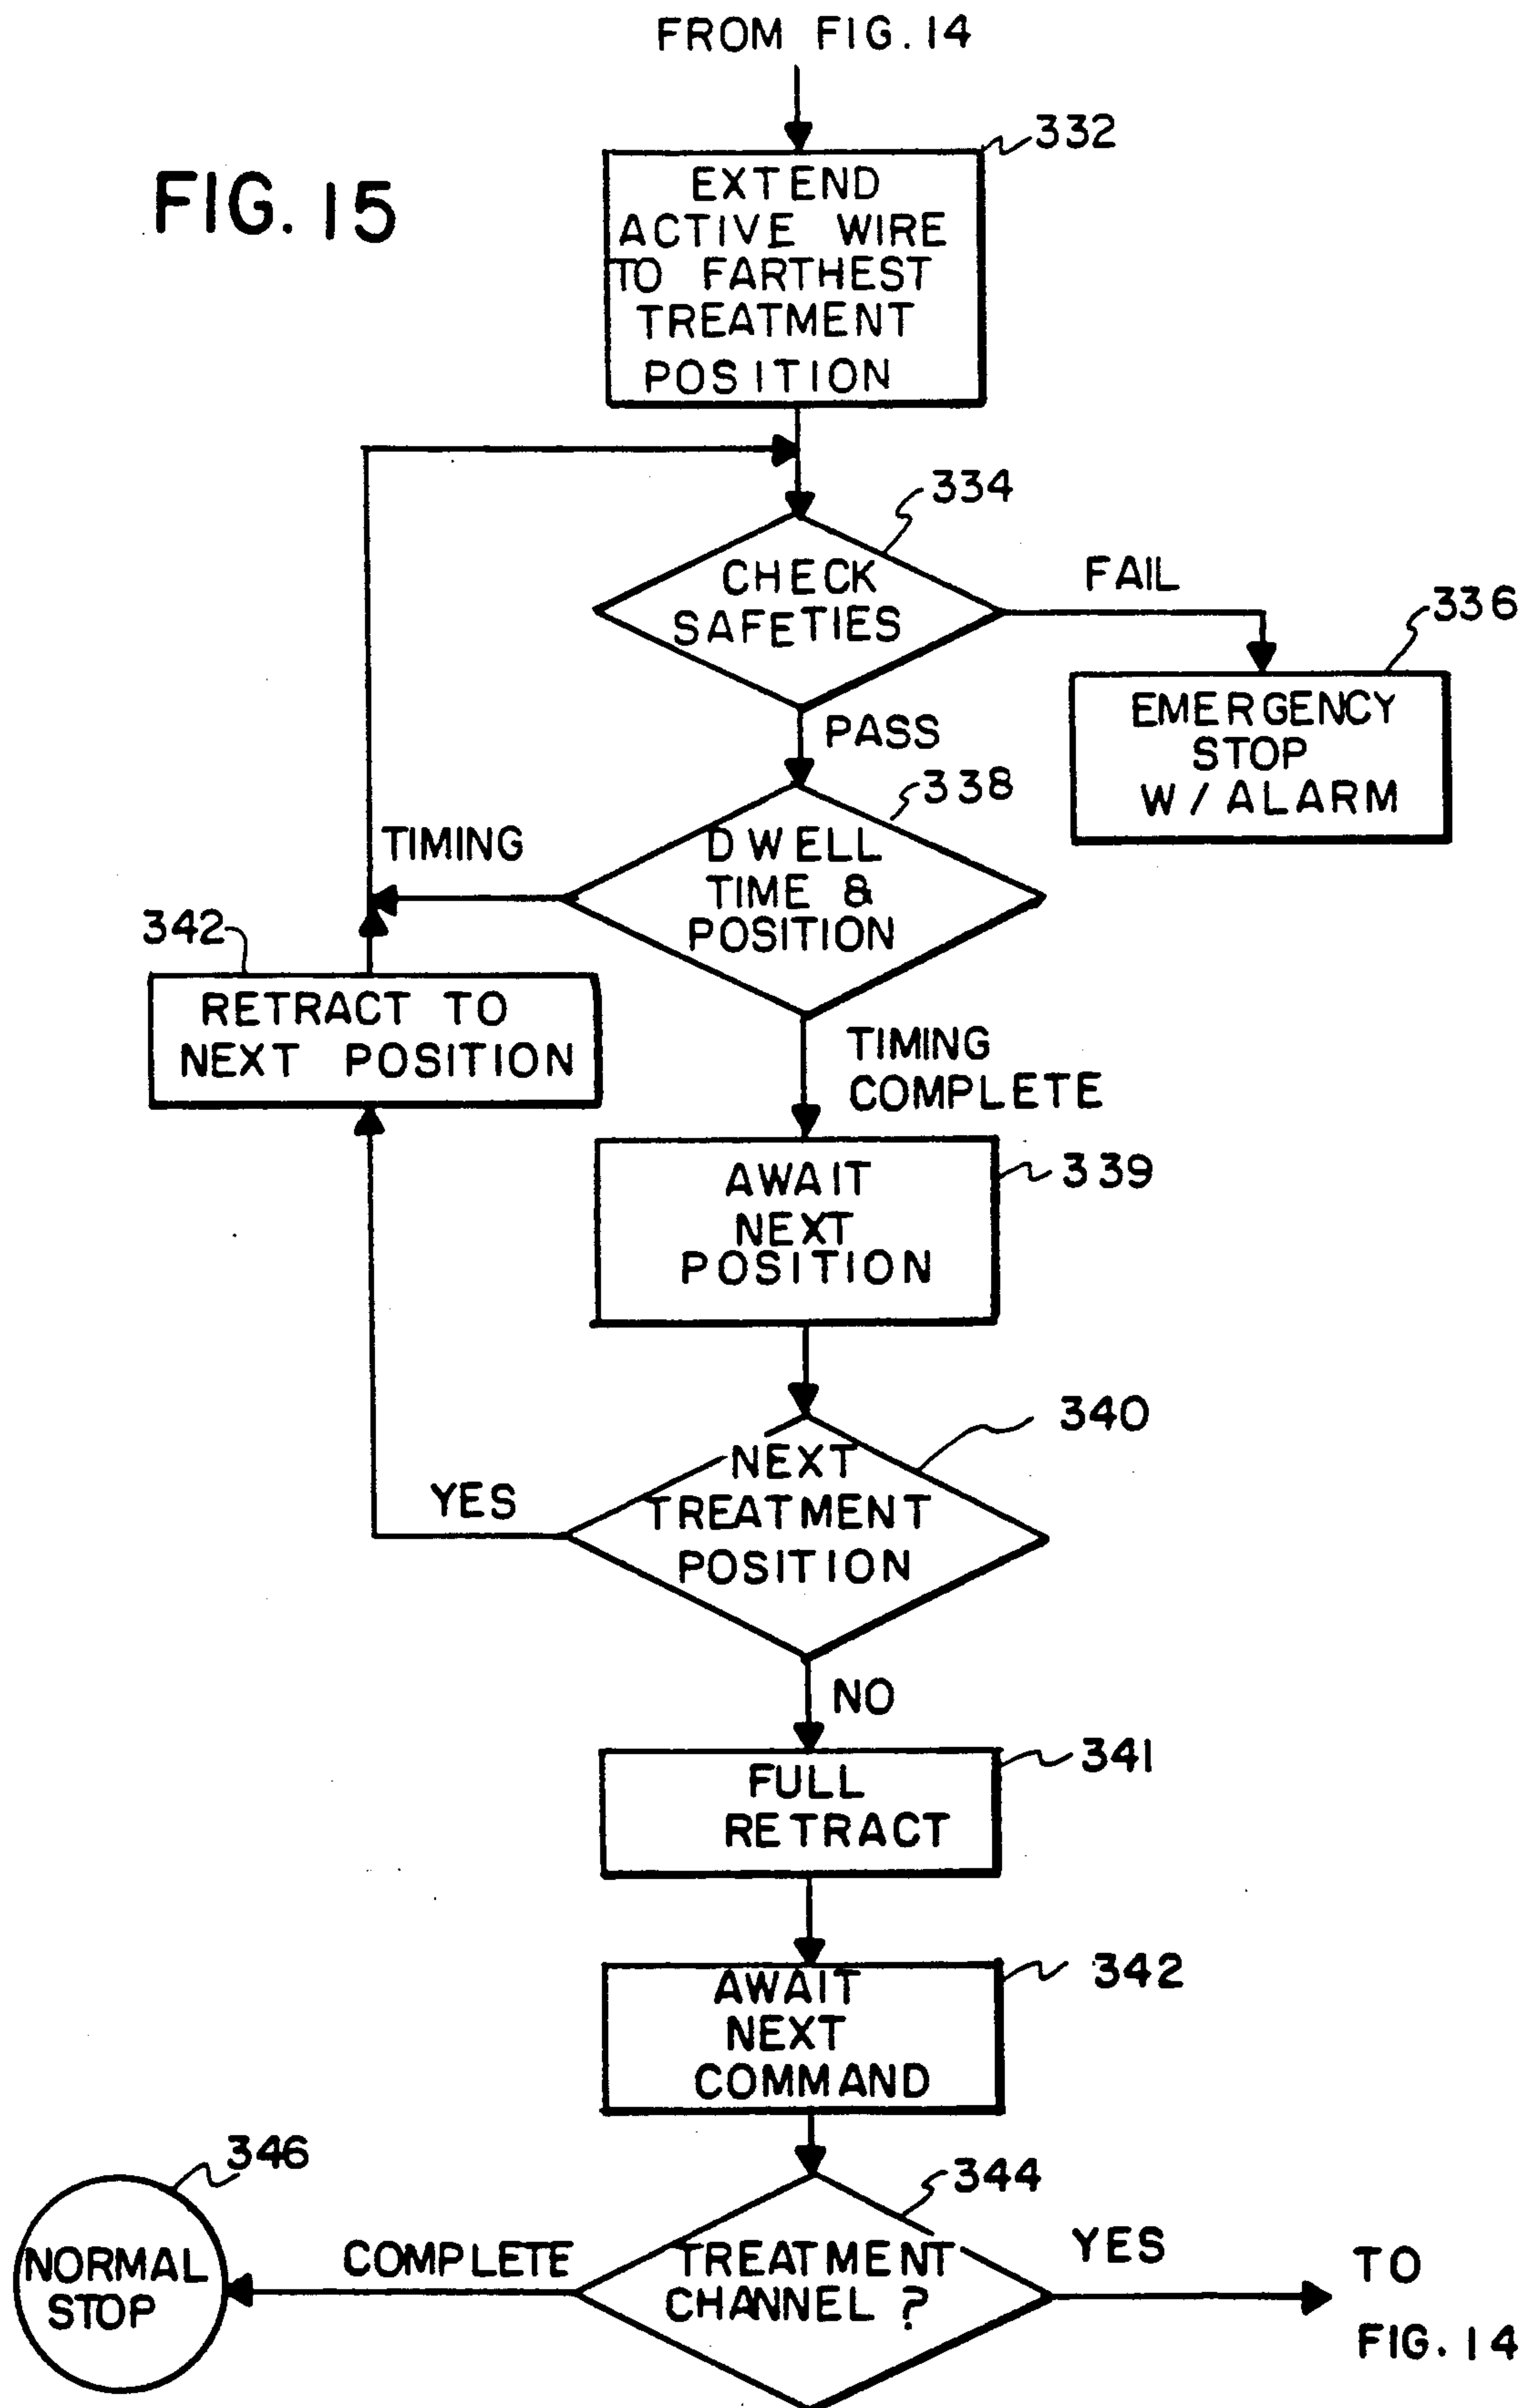 FROM FIG. 14
FIG. 15
332
EXTEND
ACTIVE WIRE
TO FARTHEST
TREATMENT
POSITION
334
CHECK
SAFETIES
FAIL
336
EMERGENCY
STOP
W/ ALARM
PASS
338
DWELL
TIME &
POSITION
TIMING
342
RETRACT TO
NEXT POSITION
TIMING
COMPLETE
339
AWAIT
NEXT
POSITION
340
NEXT
TREATMENT
POSITION
YES
NO
341
FULL
RETRACT
342
AWAIT
NEXT
COMMAND
344
TREATMENT
CHANNEL ?
COMPLETE
346
NORMAL
STOP
YES
TO
FIG. 14